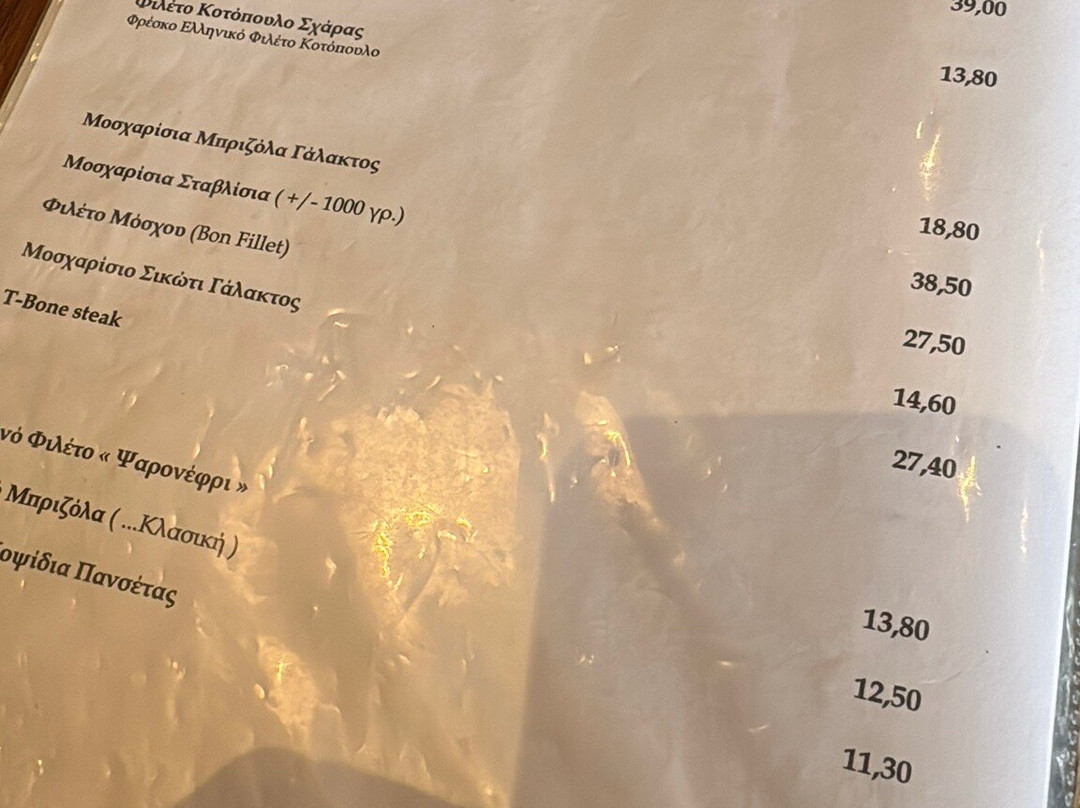 39,00
Φιλέτο Κοτόπουλο Σχάρας 13,80
Φρέσκο Ελληνικό Φιλέτο Κοτόπουλο
Μοσχαρίσια Μπριζόλα Γάλακτος 18,80
Μοσχαρίσια Σταβλίσια ( +/- 1000 γρ.) 38,50
Φιλέτο Μόσχου (Bon Fillet) 27,50
Μοσχαρίσιο Σικώτι Γάλακτος 14,60
T-Bone steak 27,40
νό Φιλέτο « Ψαρονέφρι » 13,80
Μπριζόλα ( ...Κλασική ) 12,50
οψίδια Πανσέτας 11,30